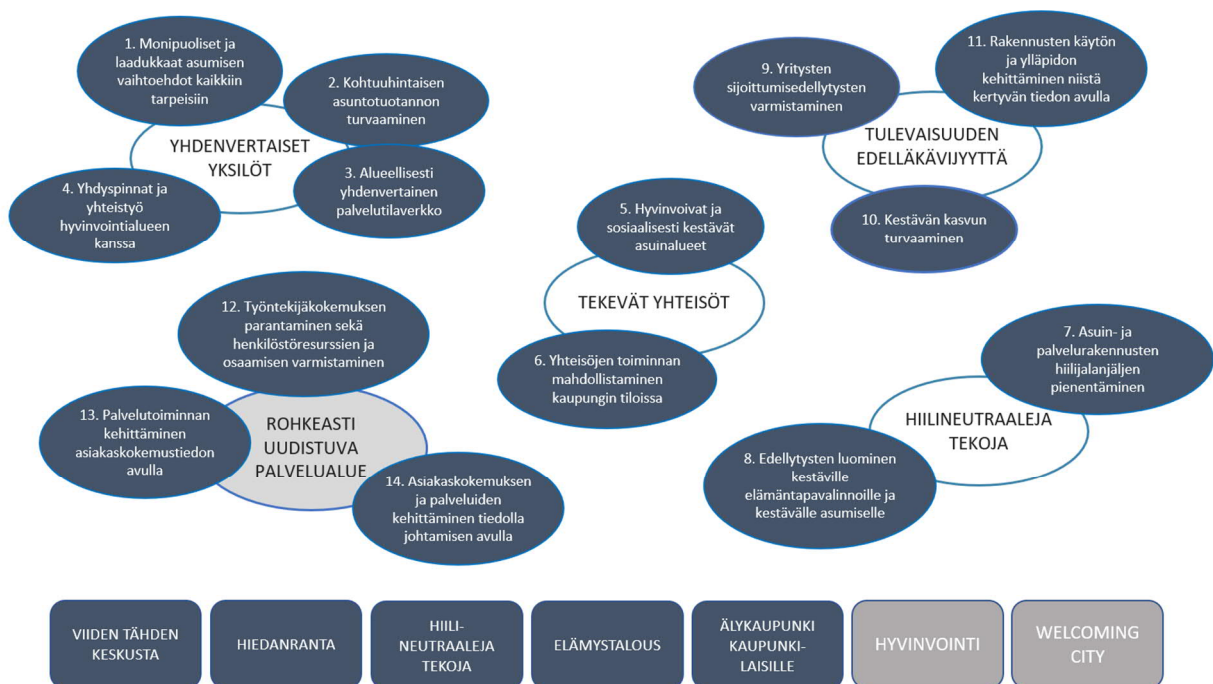 1. Monipuoliset ja
laadukkaat asumisen
vaihtoehdot kaikkiin
tarpeisiin
2. Kohtuuhintaisen
asuntotuotannon
turvaaminen
YHDENVERTAISET
YKSILÖT
3. Alueellisesti
yhdenvertainen
palvelutilaverkko
4. Yhdyspinnat ja
yhteistyö
hyvinvointialueen
kanssa
9. Yritysten
sijoittumisedellytysten
varmistaminen
11. Rakennusten käytön
ja ylläpidon
kehittäminen niistä
kertyvän tiedon avulla
TULEVAISUUDEN
EDELLÄKÄVIJYYTTÄ
10. Kestävän kasvun
turvaaminen
5. Hyvinvoivat ja
sosiaalisesti kestävät
asuinalueet
TEKEVÄT YHTEISÖT
6. Yhteisöjen toiminnan
mahdollistaminen
kaupungin tiloissa
12. Työntekijäkokemuksen
parantaminen sekä
henkilöstöresurssien ja
osaamisen varmistaminen
13. Palvelutoiminnan
kehittäminen
asiakaskokemustiedon
avulla
ROHKEASTI
UUDISTUVA
PALVELUALUE
14. Asiakaskokemuksen
ja palveluiden
kehittäminen tiedolla
johtamisen avulla
7. Asuin- ja
palvelurakennusten
hiilijalanjäljen
pienentäminen
HIILINEUTRAALEJA
TEKOJA
8. Edellytysten luominen
kestäville
elämäntapavalinnoille ja
kestävälle asumiselle
VIIDEN TÄHDEN
KESKUSTA
HIEDANRANTA
HIILI-
NEUTRAALEJA
TEKOJA
ELÄMYSTALOUS
ÄLYKAUPUNKI
KAUPUNKI-
LAISILLE
HYVINVOINTI
WELCOMING
CITY